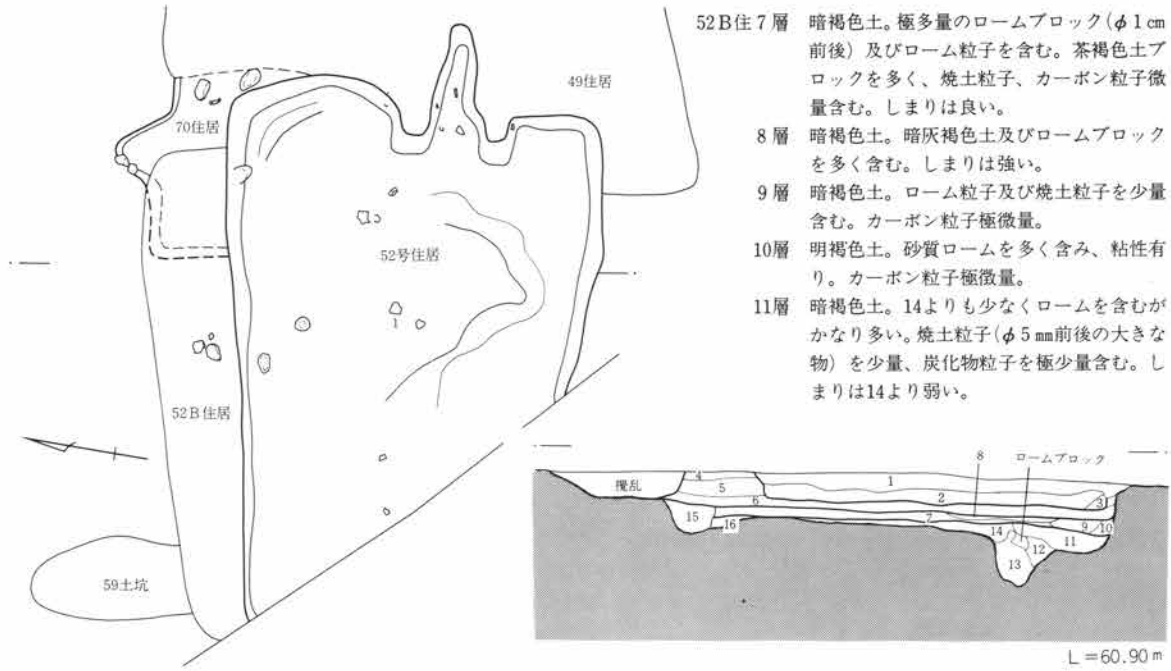 49住居
70住居
52号住居
1
52B住居
59土坑
52B住7層 暗褐色土。極多量のロームブロック(φ1cm
前後)及びローム粒子を含む。茶褐色土ブ
ロックを多く、焼土粒子、カーボン粒子微
量含む。しまりは良い。
8層 暗褐色土。暗灰褐色土及びロームブロック
を多く含む。しまりは強い。
9層 暗褐色土。ローム粒子及び焼土粒子を少量
含む。カーボン粒子極微量。
10層 明褐色土。砂質ロームを多く含み、粘性有
り。カーボン粒子極微量。
11層 暗褐色土。14よりも少なくロームを含むが
かなり多い。焼土粒子(φ5㎜前後の大きな
物)を少量、炭化物粒子を極少量含む。し
まりは14より弱い。
8 ロームブロック
攪乱
4
1
5
2
6
3
7
15
16
14
9
10
11
12
13
L=60.90m